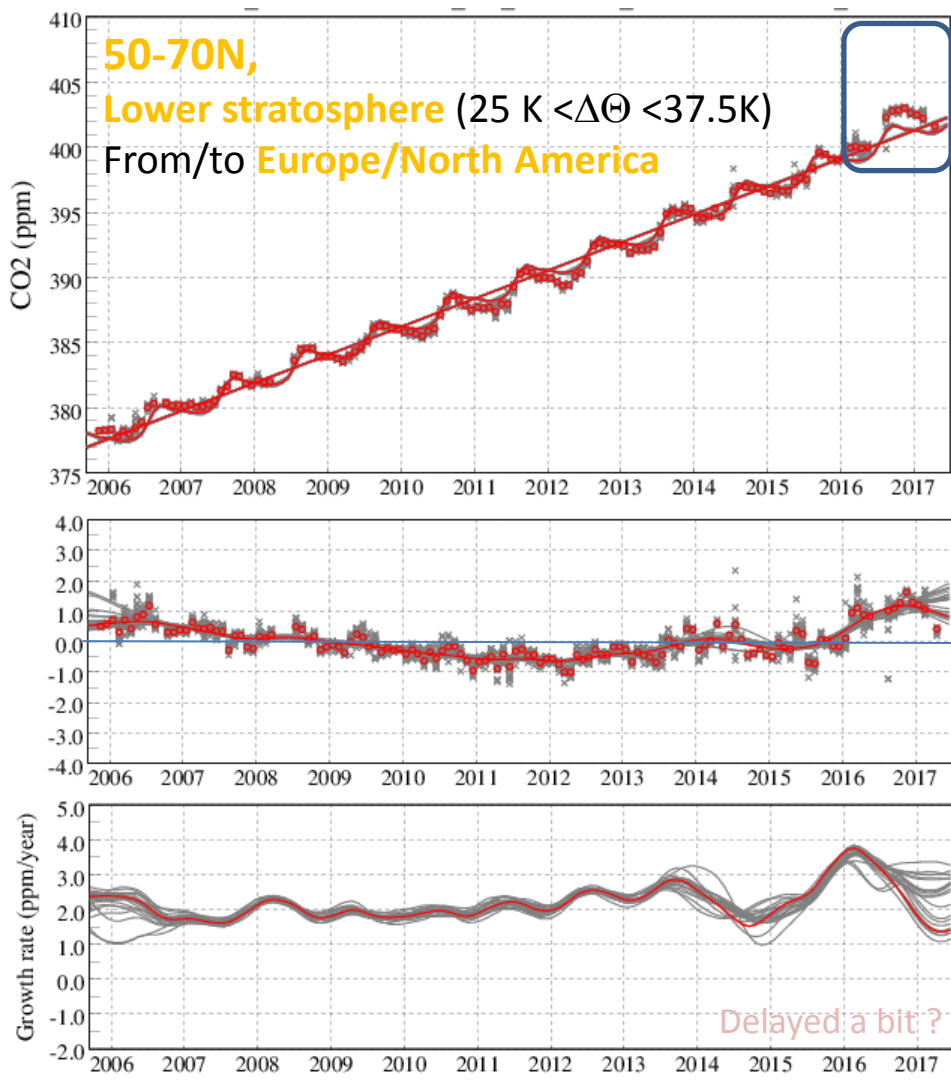 50-70N,
Lower stratosphere (25 K <ΔΘ <37.5K)
From/to Europe/North America
CO2 (ppm)
410
405
400
395
390
385
380
375
2006 2007 2008 2009 2010 2011 2012 2013 2014 2015 2016 2017
4.0
3.0
2.0
1.0
0.0
-1.0
-2.0
-3.0
-4.0
2006 2007 2008 2009 2010 2011 2012 2013 2014 2015 2016 2017
Growth rate (ppm/year)
5.0
4.0
3.0
2.0
1.0
0.0
-1.0
-2.0
Delayed a bit ?
2006 2007 2008 2009 2010 2011 2012 2013 2014 2015 2016 2017